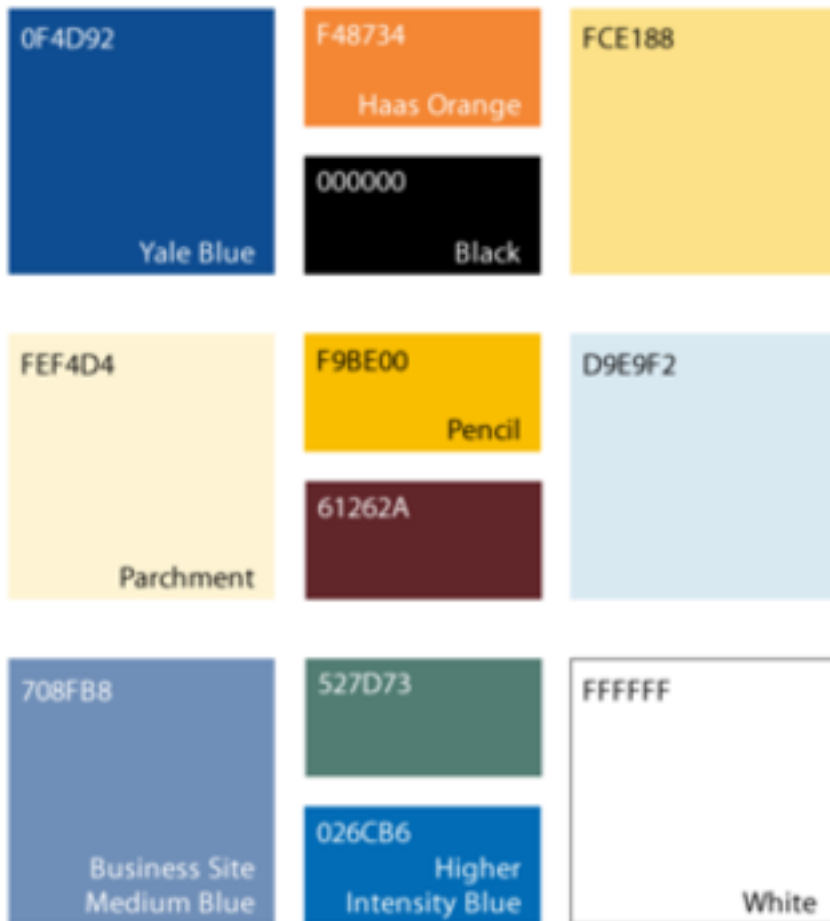 0F4D92
Yale Blue
F48734
Haas Orange
000000
Black
FCE188
FEF4D4
Parchment
F9BE00
Pencil
61262A
D9E9F2
708FB8
Business Site
Medium Blue
527D73
026CB6
Higher
Intensity Blue
FFFFFF
White